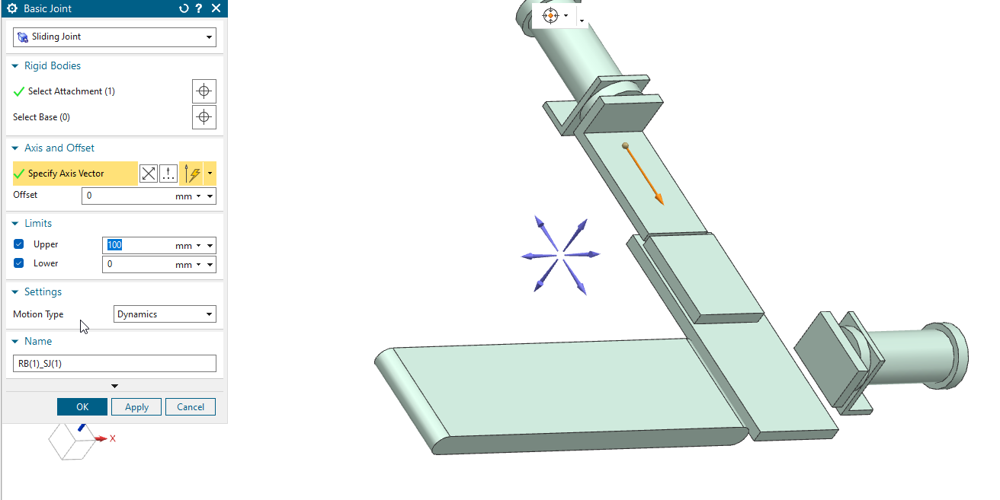 Basic Joint
Sliding Joint
Rigid Bodies
Select Attachment (1)
Select Base (0)
Axis and Offset
Specify Axis Vector
Offset 0 mm
Limits
Upper 100 mm
Lower 0 mm
Settings
Motion Type Dynamics
Name
RB(1)_SJ(1)
OK Apply Cancel
X